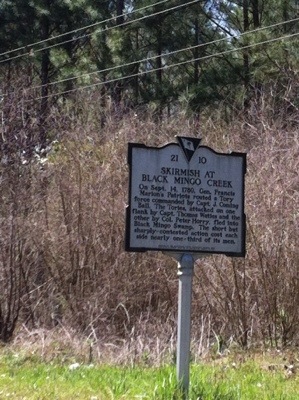 21 10
SKIRMISH AT
BLACK MINGO CREEK
On Sept. 14, 1780, Gen. Francis
Marion's Patriots routed a Tory
force commanded by Capt. J. Coming
Ball. The Tories, attacked on one
flank by Capt. Thomas Waties and the
other by Col. Peter Horry, fled into
Black Mingo Swamp. The short but
sharply-contested action cost each
side nearly one-third of its men.